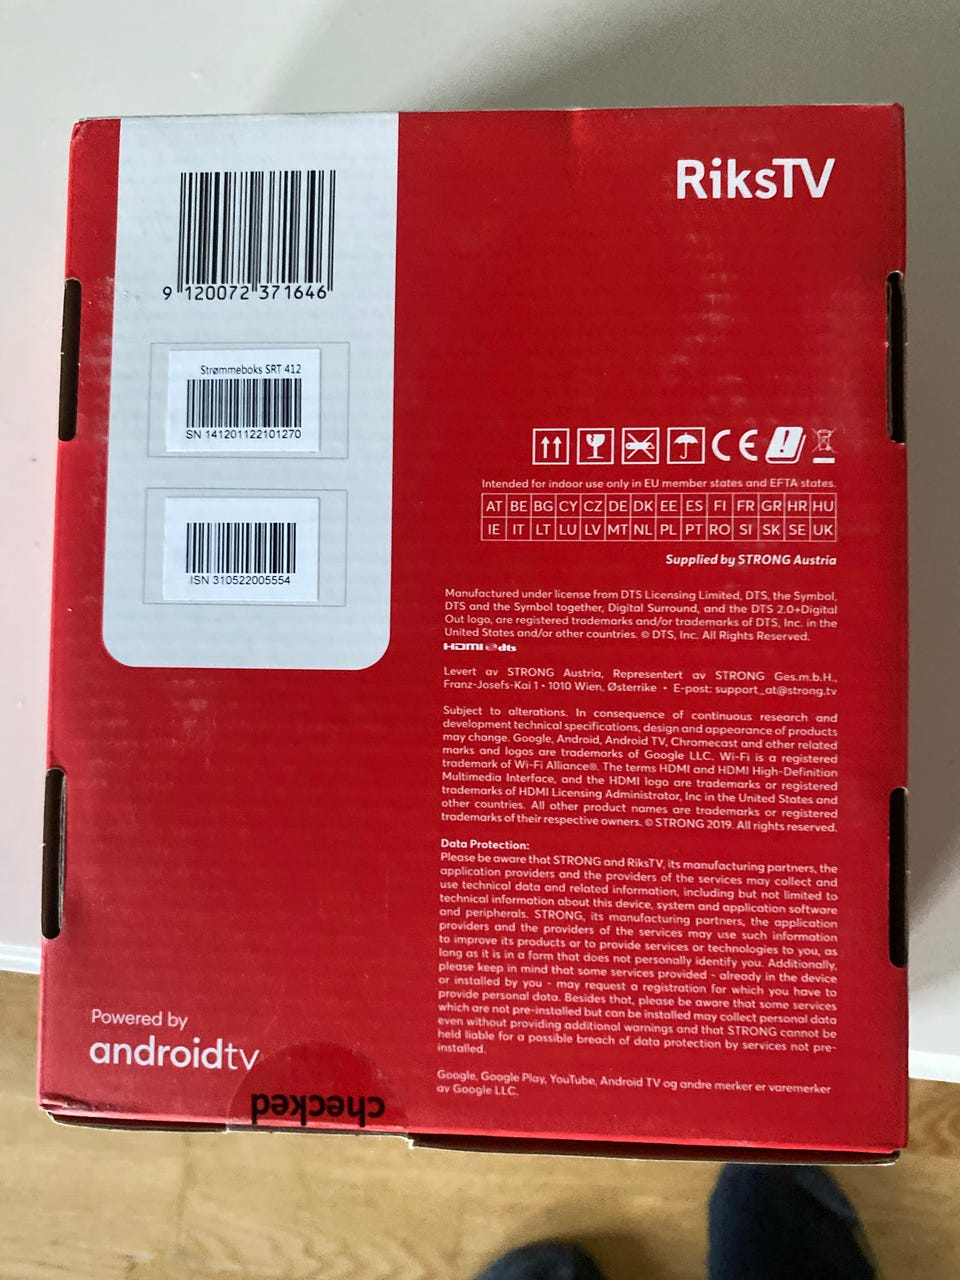 RiksTV
9 120072 371646
Strømmeboks SRT 412
SN 141201122101270
ISN 310522005554
CE
Intended for indoor use only in EU member states and EFTA states.
AT BE BG CY CZ DE DK EE ES FI FR GR HR HU
IE IT LT LU LV MT NL PL PT RO SI SK SE UK
Supplied by STRONG Austria
Manufactured under license from DTS Licensing Limited, DTS, the Symbol,
DTS and the Symbol together, Digital Surround, and the DTS 2.0+Digital
Out logo, are registered trademarks and/or trademarks of DTS, Inc. in the
United States and/or other countries. © DTS, Inc. All Rights Reserved.
HDMI dts
Levert av STRONG Austria, Representert av STRONG Ges.m.b.H.,
Franz-Josefs-Kai 1 • 1010 Wien, Østerrike • E-post: support_at@strong.tv
Subject to alterations. In consequence of continuous research and
development technical specifications, design and appearance of products
may change. Google, Android, Android TV, Chromecast and other related
marks and logos are trademarks of Google LLC. Wi-Fi is a registered
trademark of Wi-Fi Alliance®. The terms HDMI and HDMI High-Definition
Multimedia Interface, and the HDMI logo are trademarks or registered
trademarks of HDMI Licensing Administrator, Inc in the United States and
other countries. All other product names are trademarks or registered
trademarks of their respective owners. © STRONG 2019. All rights reserved.
Data Protection:
Please be aware that STRONG and RiksTV, its manufacturing partners, the
application providers and the providers of the services may collect and
use technical data and related information, including but not limited to
technical information about this device, system and application software
and peripherals. STRONG, its manufacturing partners, the application
providers and the providers of the services may use such information
to improve its products or to provide services or technologies to you, as
long as it is in a form that does not personally identify you. Additionally,
please keep in mind that some services provided - already in the device
or installed by you - may request a registration for which you have to
provide personal data. Besides that, please be aware that some services
which are not pre-installed but can be installed may collect personal data
even without providing additional warnings and that STRONG cannot be
held liable for a possible breach of data protection by services not pre-
installed.
Google, Google Play, YouTube, Android TV og andre merker er varemerker
av Google LLC.
Powered by
androidtv
checked